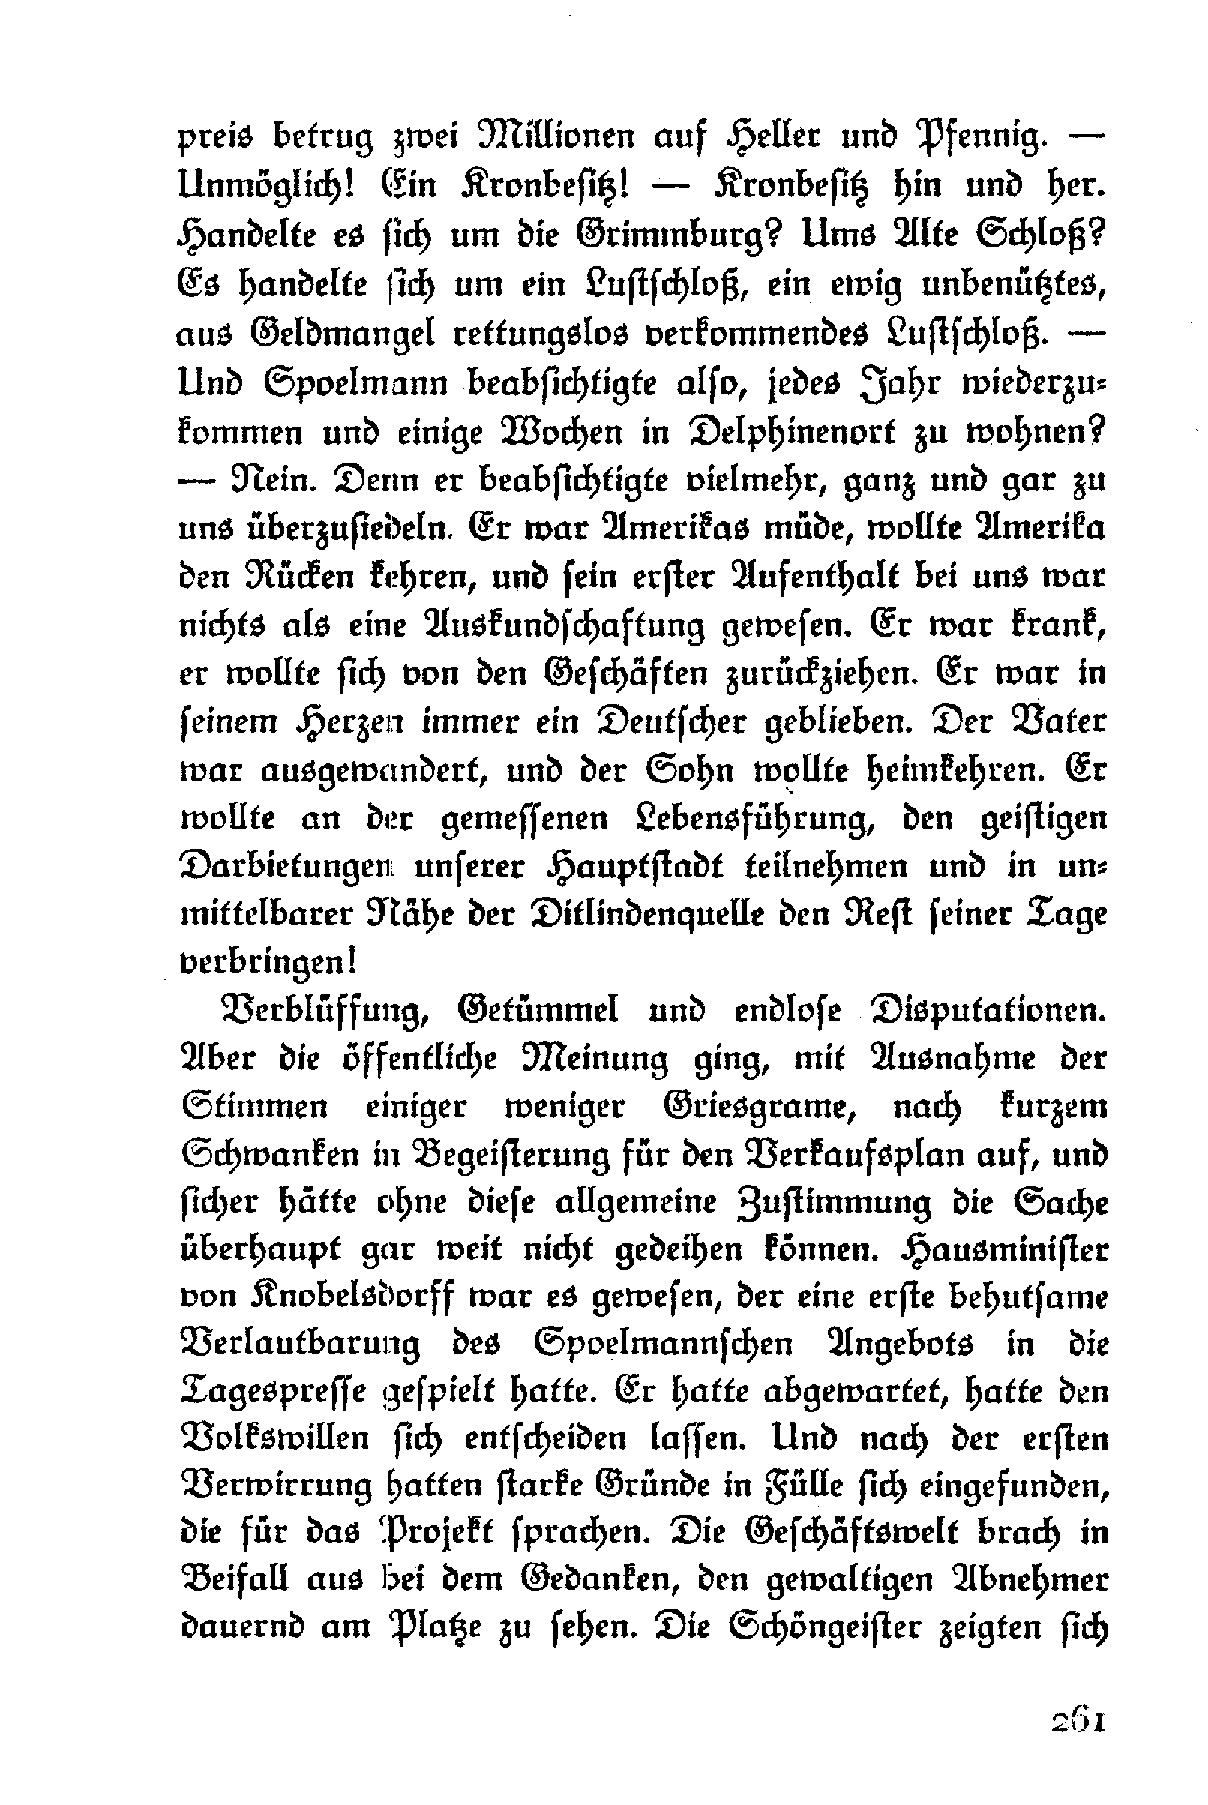 preis betrug zwei Millionen auf Heller und Pfennig. —
Unmöglich! Ein Kronbesitz! — Kronbesitz hin und her.
Handelte es sich um die Grimmburg? Ums Alte Schloß?
Es handelte sich um ein Lustschloß, ein ewig unbenütztes,
aus Geldmangel rettungslos verkommendes Lustschloß. —
Und Spoelmann beabsichtigte also, jedes Jahr wiederzu-
kommen und einige Wochen in Delphinenort zu wohnen?
— Nein. Denn er beabsichtigte vielmehr, ganz und gar zu
uns überzusiedeln. Er war Amerikas müde, wollte Amerika
den Rücken kehren, und sein erster Aufenthalt bei uns war
nichts als eine Auskundschaftung gewesen. Er war krank,
er wollte sich von den Geschäften zurückziehen. Er war in
seinem Herzen immer ein Deutscher geblieben. Der Vater
war ausgewandert, und der Sohn wollte heimkehren. Er
wollte an der gemessenen Lebensführung, den geistigen
Darbietungen unserer Hauptstadt teilnehmen und in un-
mittelbarer Nähe der Ditlindenquelle den Rest seiner Tage
verbringen!
Verblüffung, Getümmel und endlose Disputationen.
Aber die öffentliche Meinung ging, mit Ausnahme der
Stimmen einiger weniger Griesgrame, nach kurzem
Schwanken in Begeisterung für den Verkaufsplan auf, und
sicher hätte ohne diese allgemeine Zustimmung die Sache
überhaupt gar weit nicht gedeihen können. Hausminister
von Knobelsdorff war es gewesen, der eine erste behutsame
Verlautbarung des Spoelmannschen Angebots in die
Tagespresse gespielt hatte. Er hatte abgewartet, hatte den
Volkswillen sich entscheiden lassen. Und nach der ersten
Verwirrung hatten starke Gründe in Fülle sich eingefunden,
die für das Projekt sprachen. Die Geschäftswelt brach in
Beifall aus bei dem Gedanken, den gewaltigen Abnehmer
dauernd am Platze zu sehen. Die Schöngeister zeigten sich
261